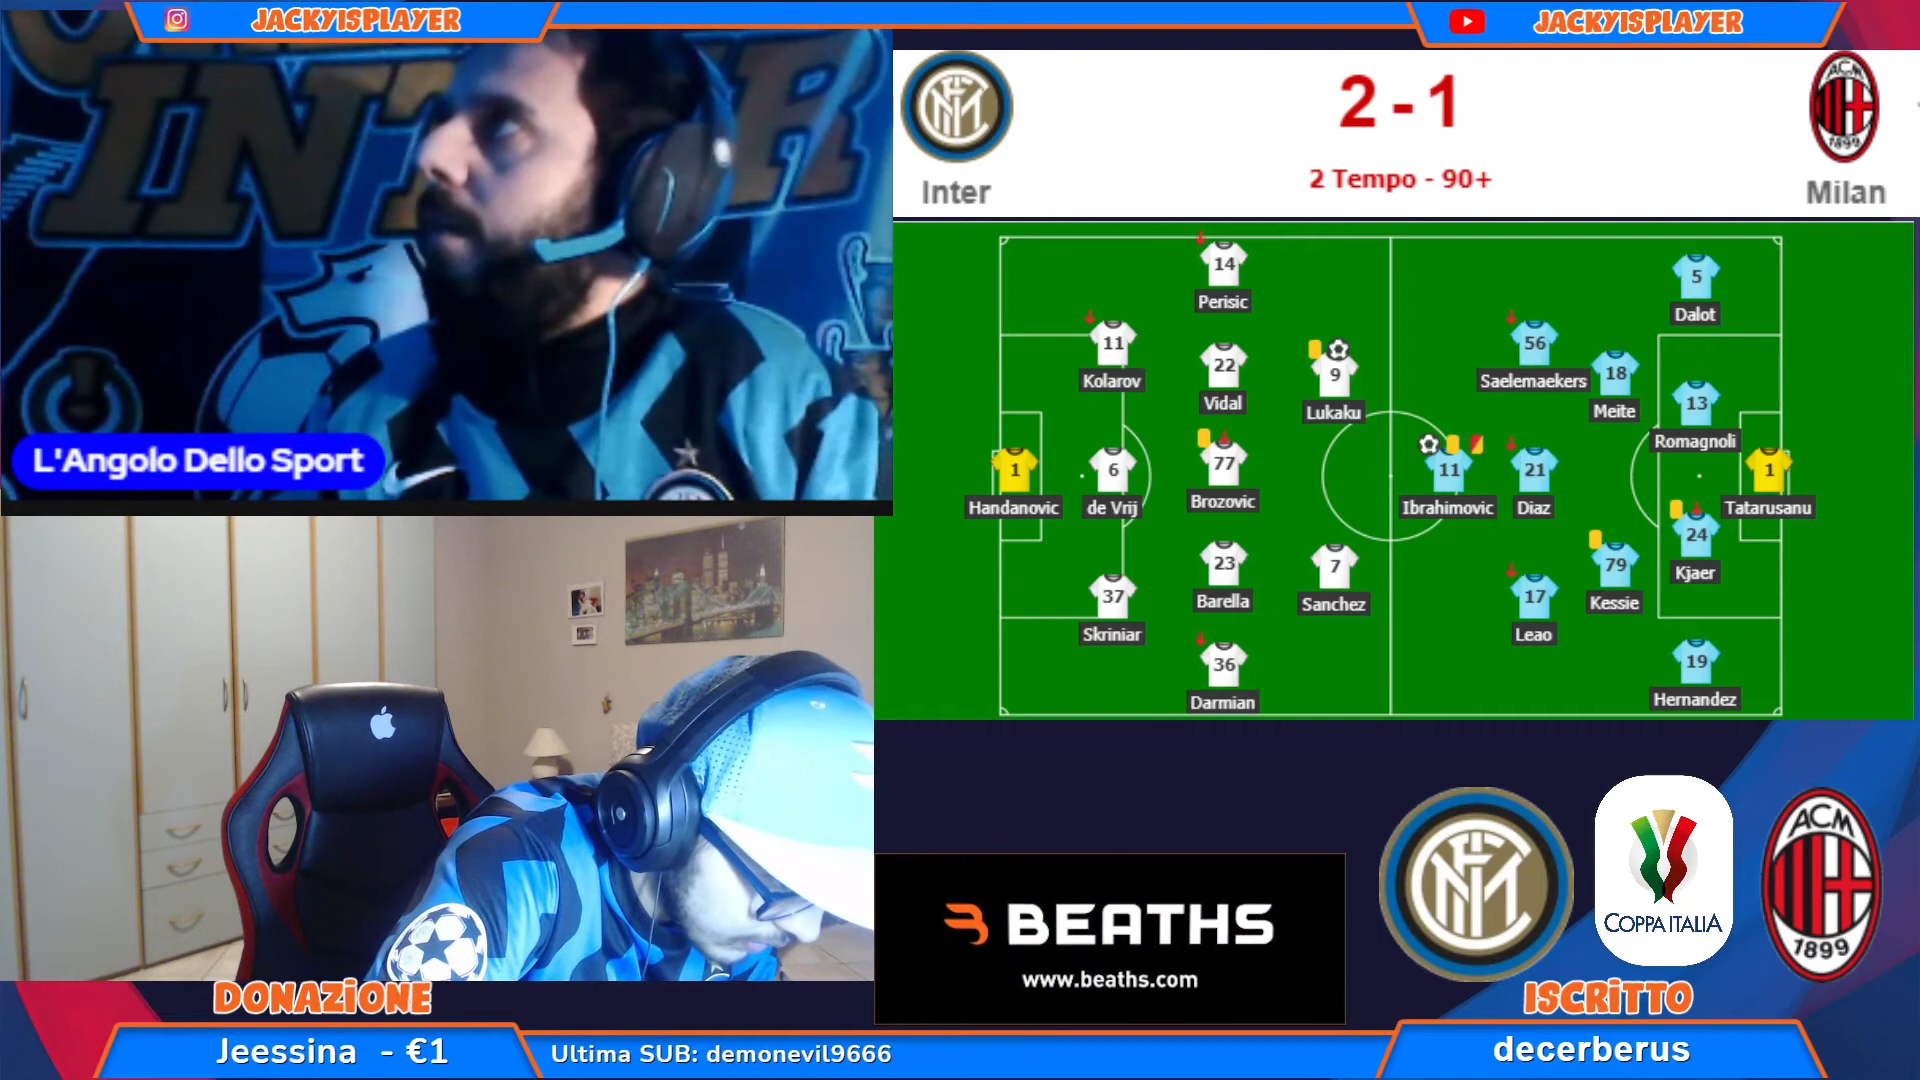 JACKYISPLAYER
JACKYISPLAYER
INTER
L'Angolo Dello Sport
2 - 1
2 Tempo - 90+
Inter
Milan
ACM
1899
14
Perisic
5
Dalot
11
Kolarov
22
Vidal
9
Lukaku
56
Saelemaekers
18
Meite
13
Romagnoli
1
Handanovic
6
de Vrij
77
Brozovic
11
Ibrahimovic
21
Diaz
24
Kjaer
1
Tatarusanu
37
Skriniar
23
Barella
7
Sanchez
17
Leao
79
Kessie
36
Darmian
19
Hernandez
BEATHS
www.beaths.com
COPPA ITALIA
ACM
1899
DONAZiONE
Jeessina - €1
Ultima SUB: demonevil9666
ISCRiTTO
decerberus